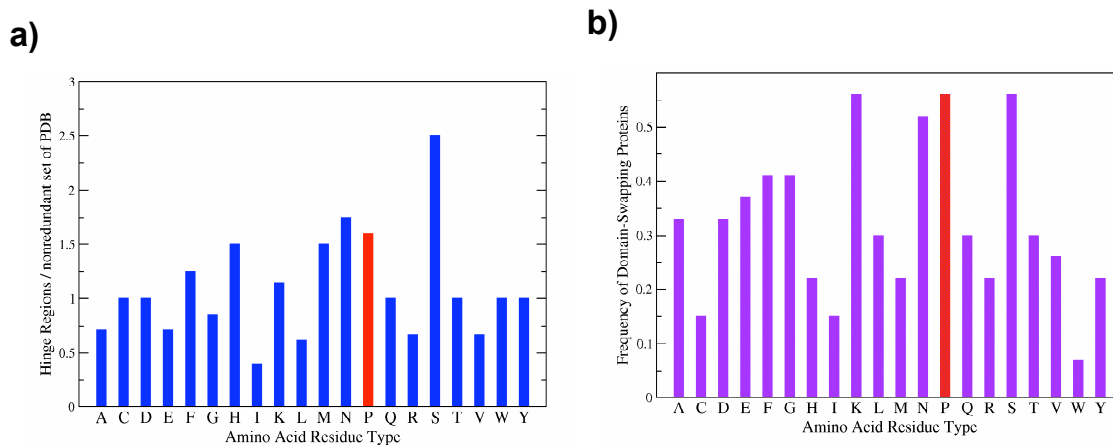 a)
3
2.5
2
1.5
1
0.5
0
Hinge Regions / nonredundant set of PDB
A C D E F G H I K L M N P Q R S T V W Y
Amino Acid Residue Type
b)
0.5
0.4
0.3
0.2
0.1
0
Frequency of Domain-Swapping Proteins
A C D E F G H I K L M N P Q R S T V W Y
Amino Acid Residue Type